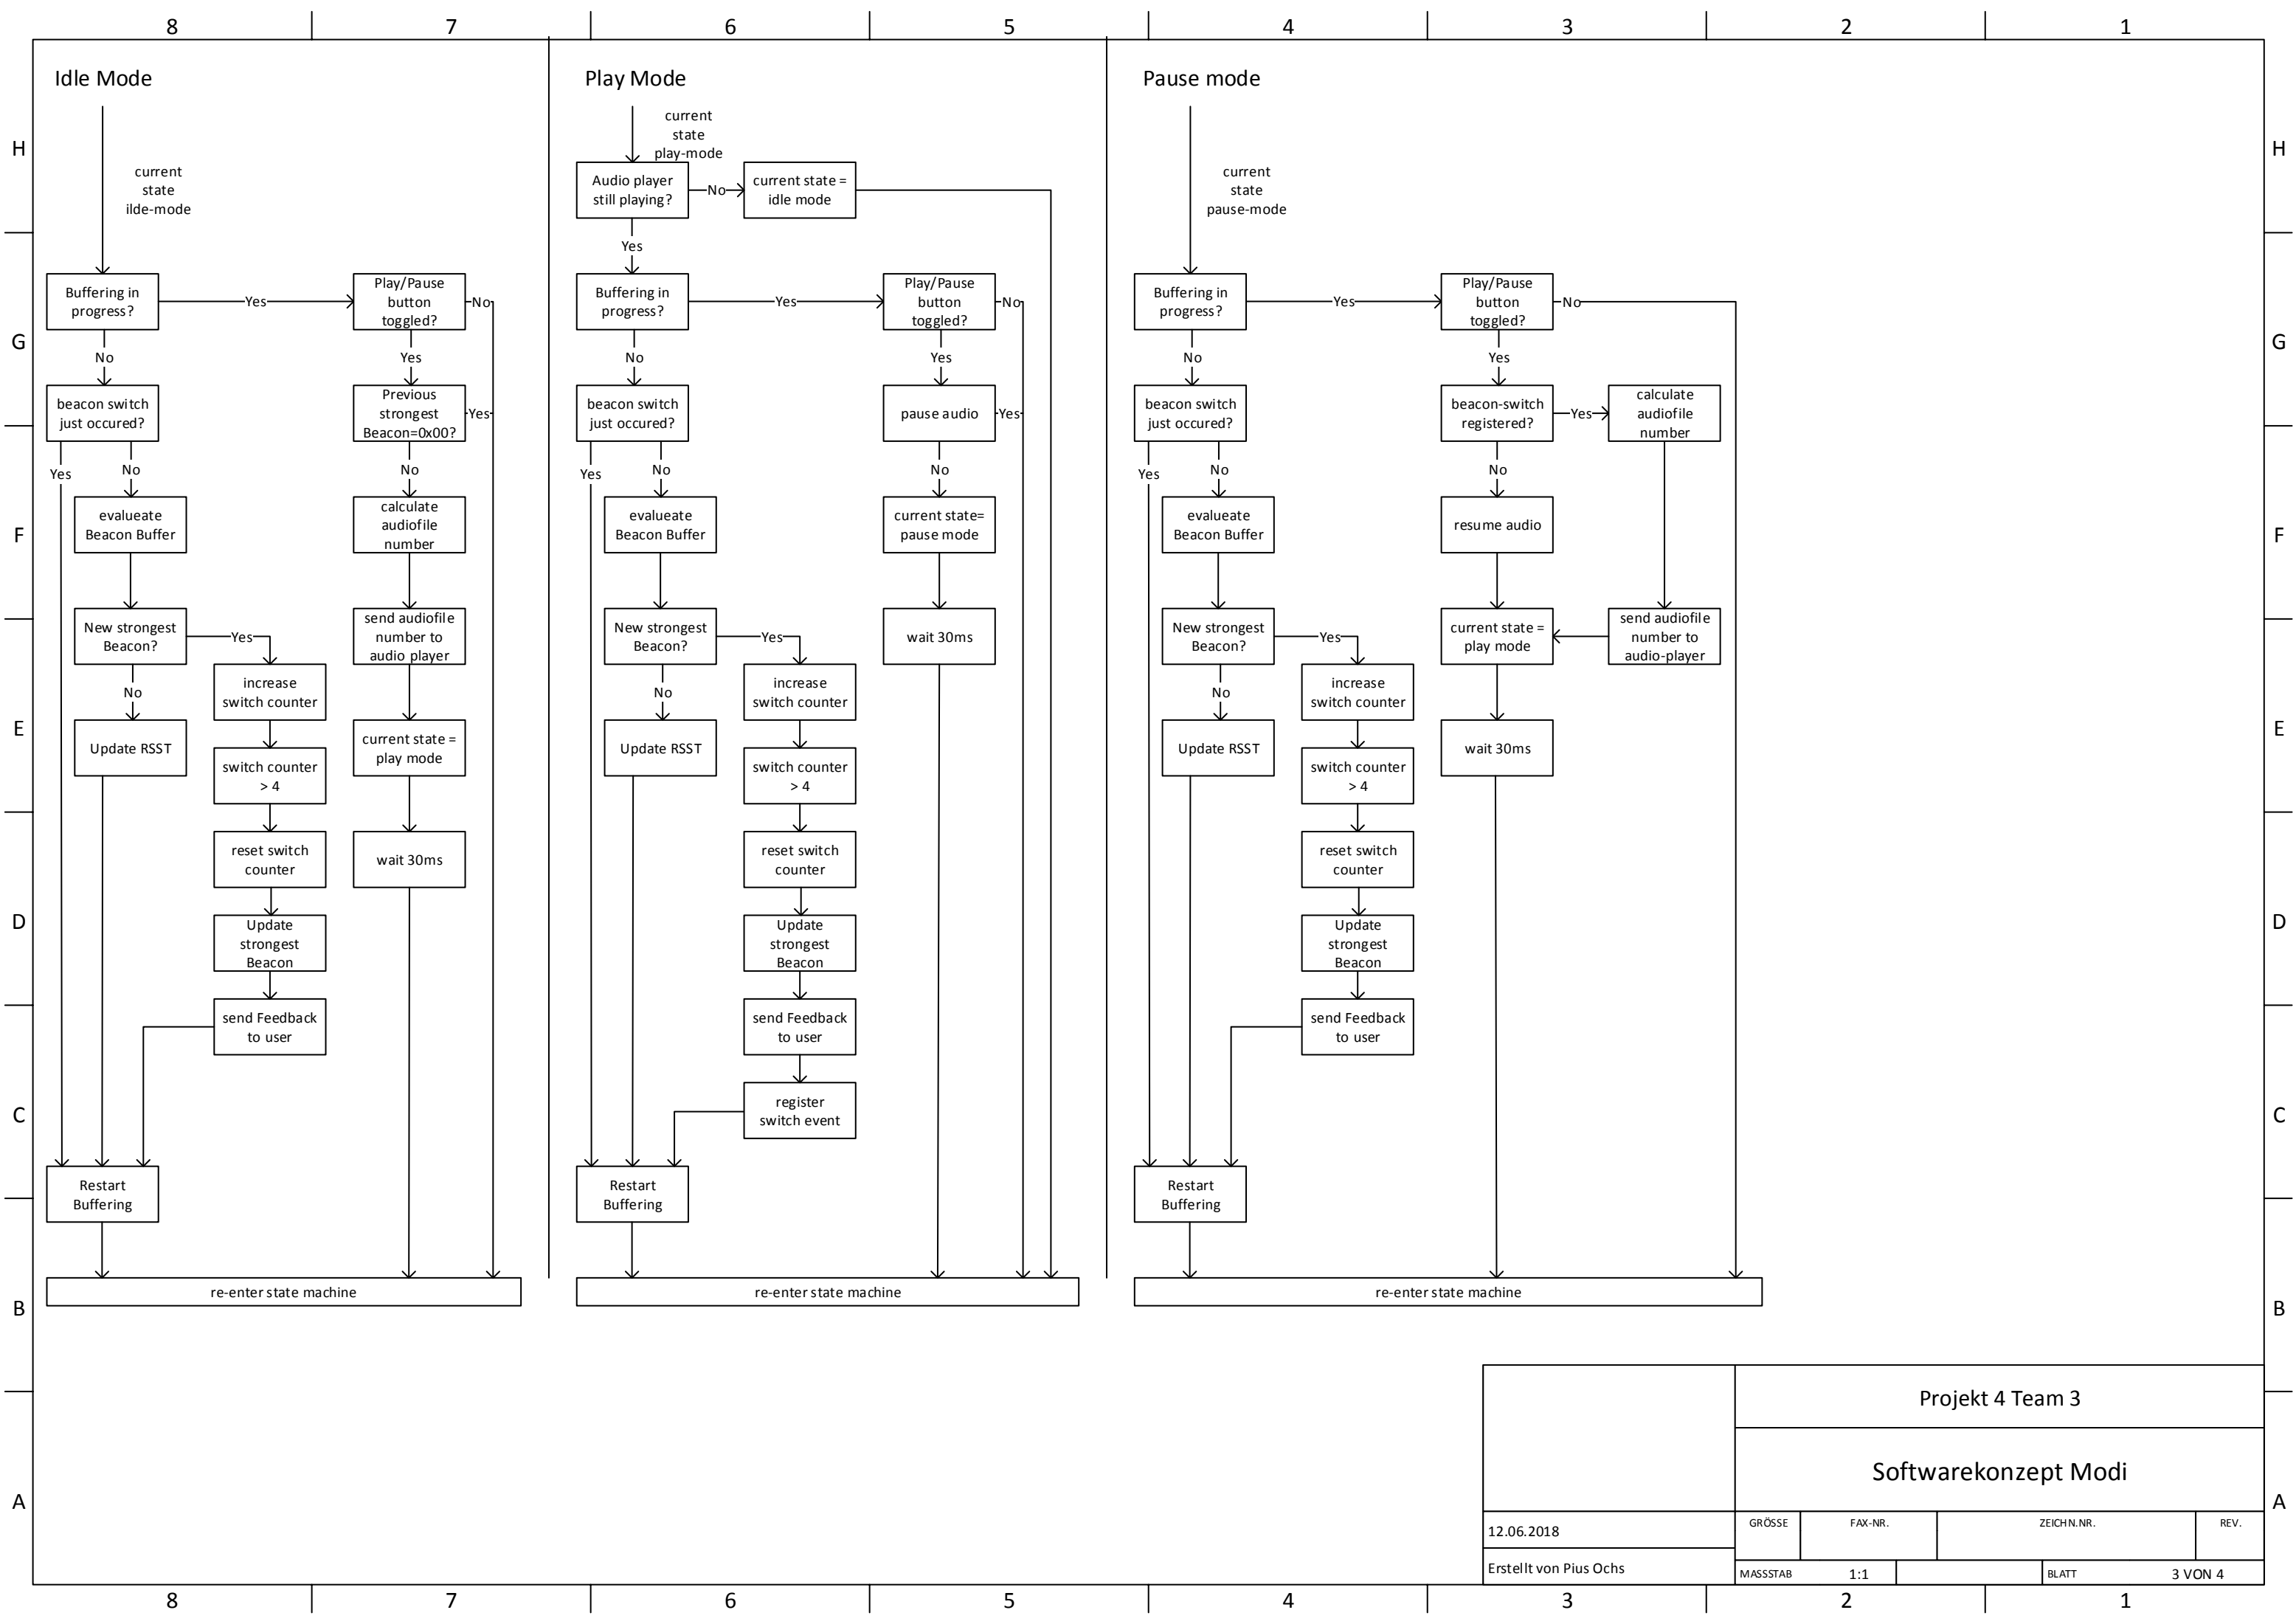 8 7 6 5 4 3 2 1
Idle Mode
current
state
ilde-mode
Buffering in
progress?
Yes
Play/Pause
button
toggled?
No
No
Yes
beacon switch
just occured?
Previous
strongest
Beacon=0x00?
Yes
Yes
No
No
evalueate
Beacon Buffer
calculate
audiofile
number
New strongest
Beacon?
Yes
send audiofile
number to
audio player
No
increase
switch counter
Update RSST
current state =
play mode
switch counter
> 4
reset switch
counter
wait 30ms
Update
strongest
Beacon
send Feedback
to user
Restart
Buffering
re-enter state machine
Play Mode
current
state
play-mode
Audio player
still playing?
No
current state =
idle mode
Yes
Buffering in
progress?
Yes
Play/Pause
button
toggled?
No
No
Yes
beacon switch
just occured?
pause audio
Yes
Yes
No
No
evalueate
Beacon Buffer
current state=
pause mode
New strongest
Beacon?
Yes
wait 30ms
No
increase
switch counter
Update RSST
switch counter
> 4
reset switch
counter
Update
strongest
Beacon
send Feedback
to user
register
switch event
Restart
Buffering
re-enter state machine
Pause mode
current
state
pause-mode
Buffering in
progress?
Yes
Play/Pause
button
toggled?
No
No
Yes
beacon switch
just occured?
beacon-switch
registered?
Yes
calculate
audiofile
number
Yes
No
No
evalueate
Beacon Buffer
resume audio
New strongest
Beacon?
Yes
current state =
play mode
send audiofile
number to
audio-player
No
increase
switch counter
Update RSST
wait 30ms
switch counter
> 4
reset switch
counter
Update
strongest
Beacon
send Feedback
to user
Restart
Buffering
re-enter state machine
H H
G G
F F
E E
D D
C C
B B
A A
Projekt 4 Team 3
Softwarekonzept Modi
12.06.2018
GRÖSSE FAX-NR. ZEICHN.NR. REV.
Erstellt von Pius Ochs
MASSSTAB 1:1 BLATT 3 VON 4
8 7 6 5 4 3 2 1